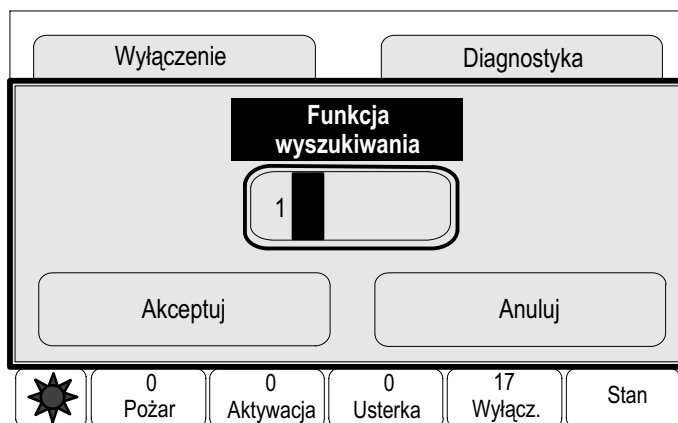 Wyłączenie
Diagnostyka
Funkcja
wyszukiwania
1
Akceptuj
Anuluj
0
Pożar
0
Aktywacja
0
Usterka
17
Wyłącz.
Stan